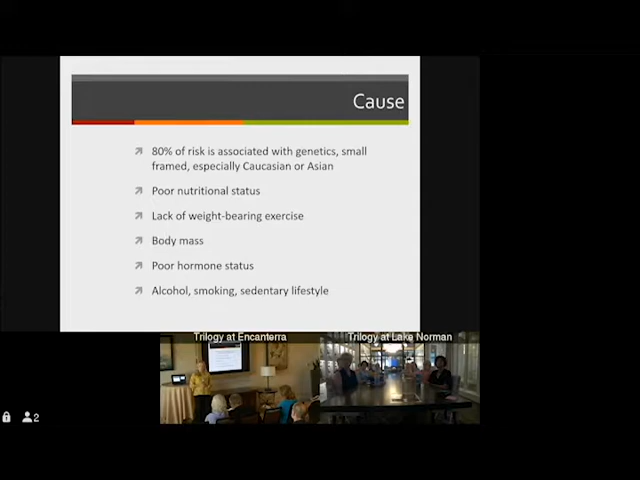 Cause
80% of risk is associated with genetics, small
framed, especially Caucasian or Asian
Poor nutritional status
Lack of weight-bearing exercise
Body mass
Poor hormone status
Alcohol, smoking, sedentary lifestyle
Trilogy at Encanterra
Trilogy at Lake Norman
2